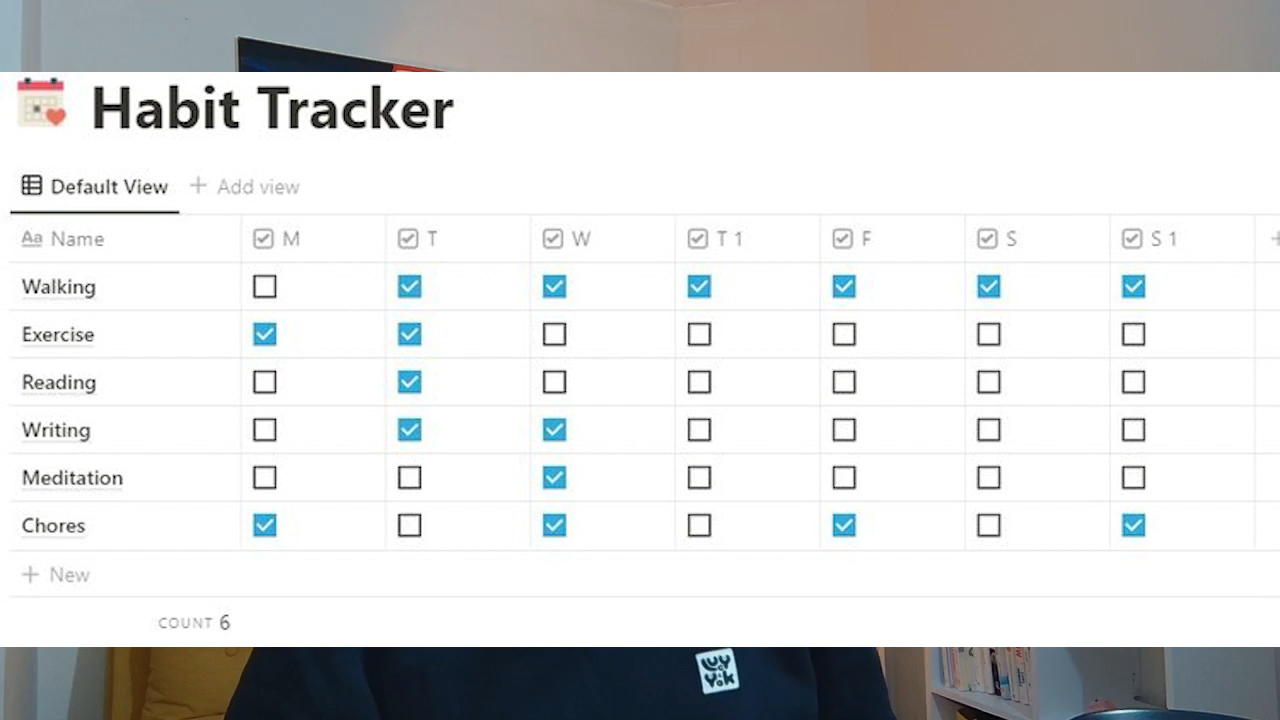 Habit Tracker
Default View + Add view
Aa Name M T W T 1 F S S 1 +
Walking
Exercise
Reading
Writing
Meditation
Chores
+ New
COUNT 6